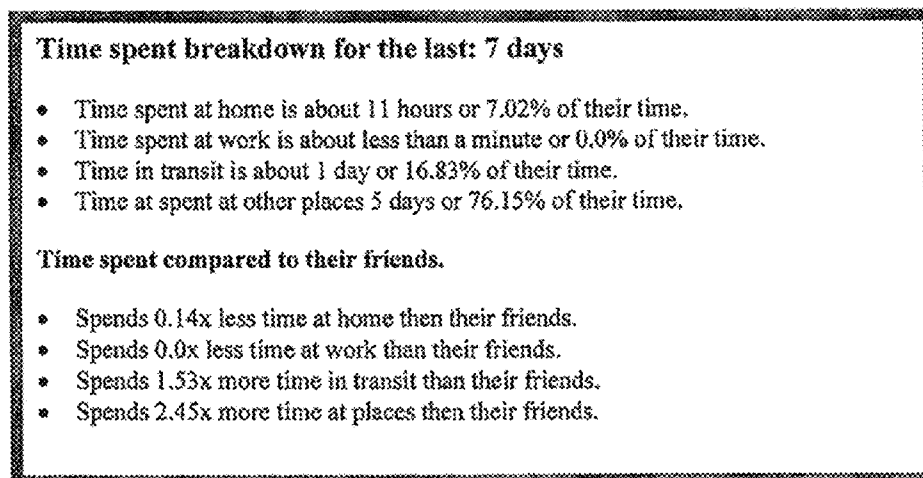 Time spent breakdown for the last: 7 days
• Time spent at home is about 11 hours or 7.02% of their time.
• Time spent at work is about less than a minute or 0.0% of their time.
• Time in transit is about 1 day or 16.83% of their time.
• Time at spent at other places 5 days or 76.15% of their time.
Time spent compared to their friends.
• Spends 0.14x less time at home then their friends.
• Spends 0.0x less time at work than their friends.
• Spends 1.53x more time in transit than their friends.
• Spends 2.45x more time at places then their friends.